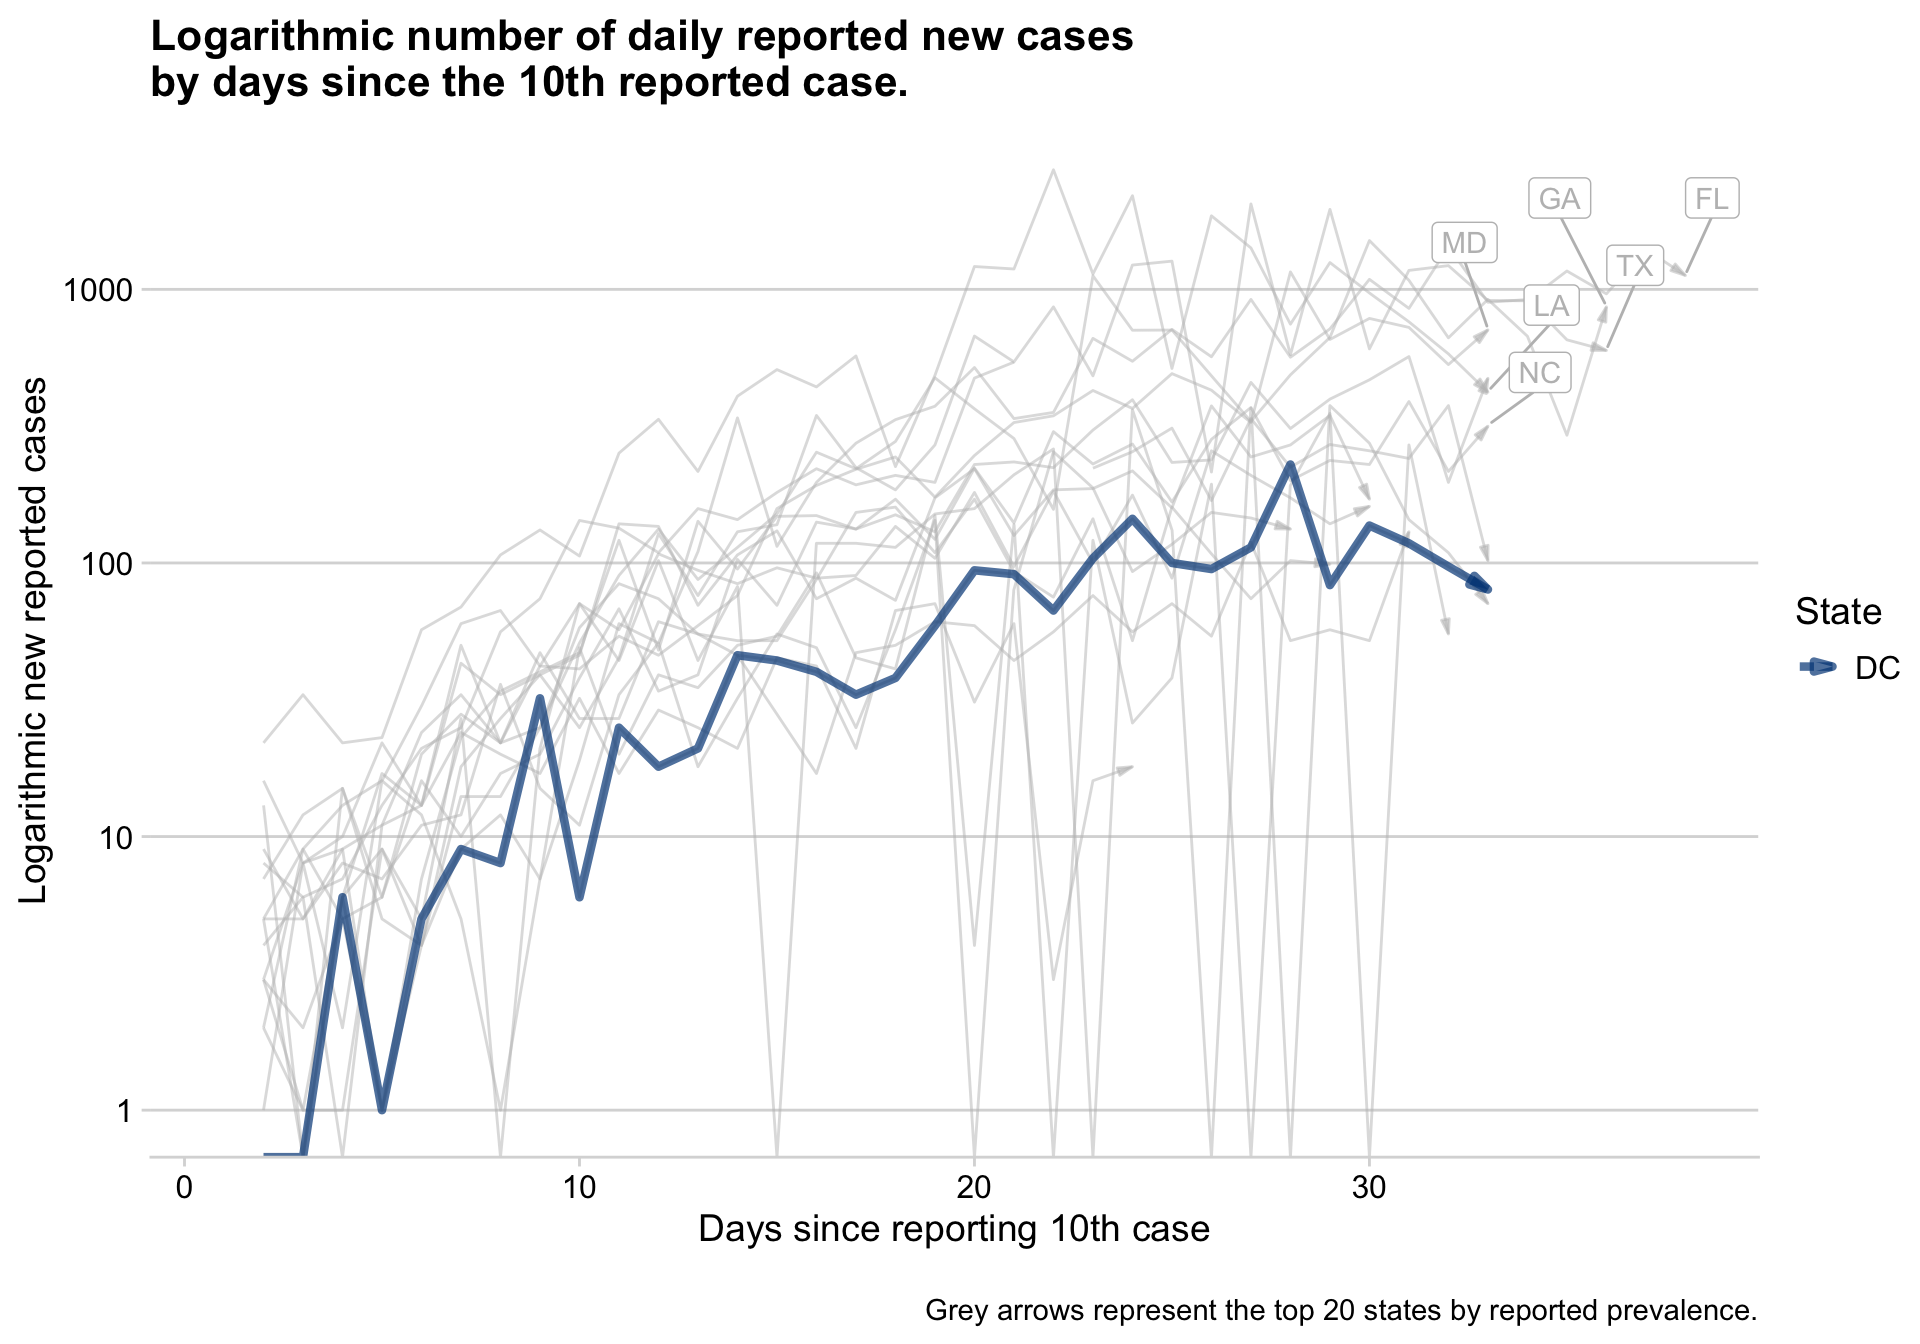 Logarithmic number of daily reported new cases
by days since the 10th reported case.
GA
FL
MD
TX
LA
NC
1000
100
10
1
Logarithmic new reported cases
0
10
20
30
Days since reporting 10th case
State
DC
Grey arrows represent the top 20 states by reported prevalence.